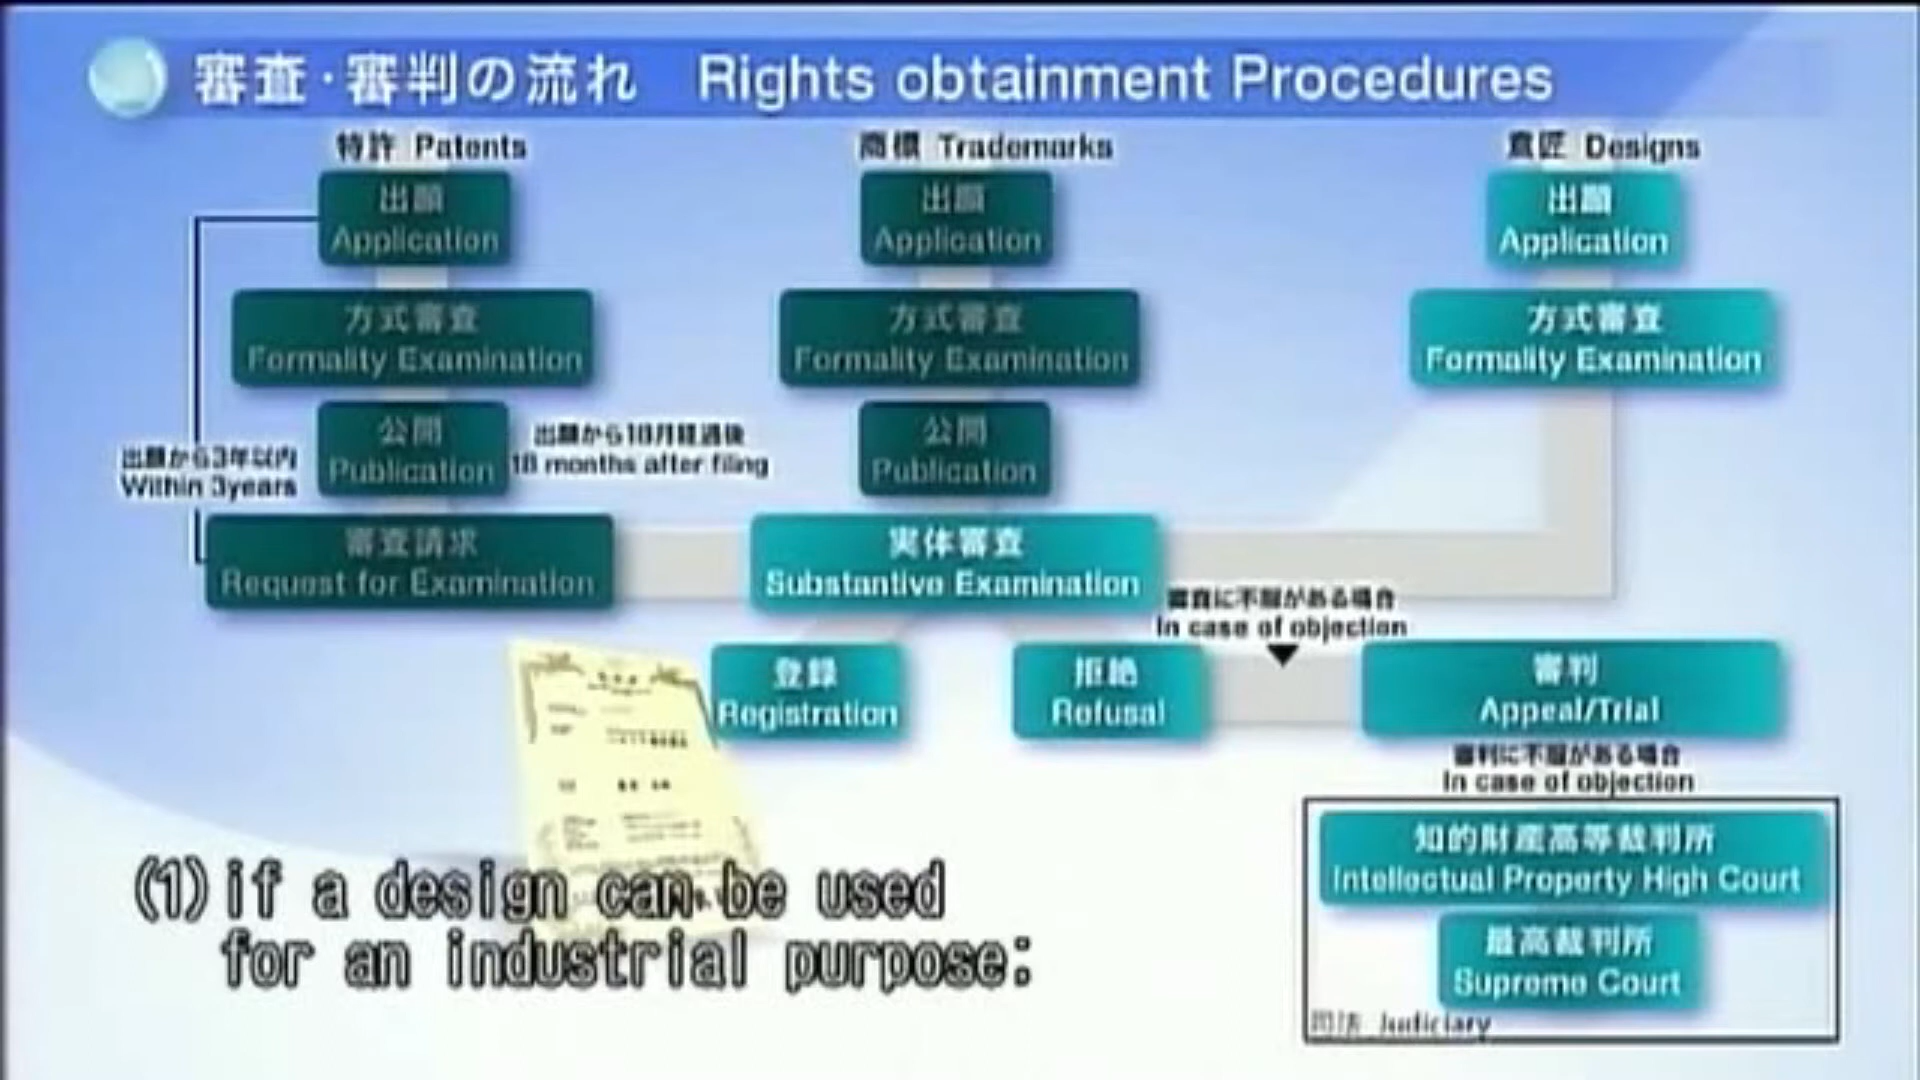 審査・審判の流れ Rights obtainment Procedures
特許 Patents
出願
Application
方式審査
Formality Examination
公開
Publication
出願から18月経過後
18 months after filing
出願から3年以内
Within 3years
審査請求
Request for Examination
商標 Trademarks
出願
Application
方式審査
Formality Examination
公開
Publication
実体審査
Substantive Examination
意匠 Designs
出願
Application
方式審査
Formality Examination
審査に不服がある場合
In case of objection
登録
Registration
拒絶
Refusal
審判
Appeal/Trial
審判に不服がある場合
In case of objection
知的財産高等裁判所
Intellectual Property High Court
最高裁判所
Supreme Court
司法 Judiciary
(1) if a design can be used
for an industrial purpose: